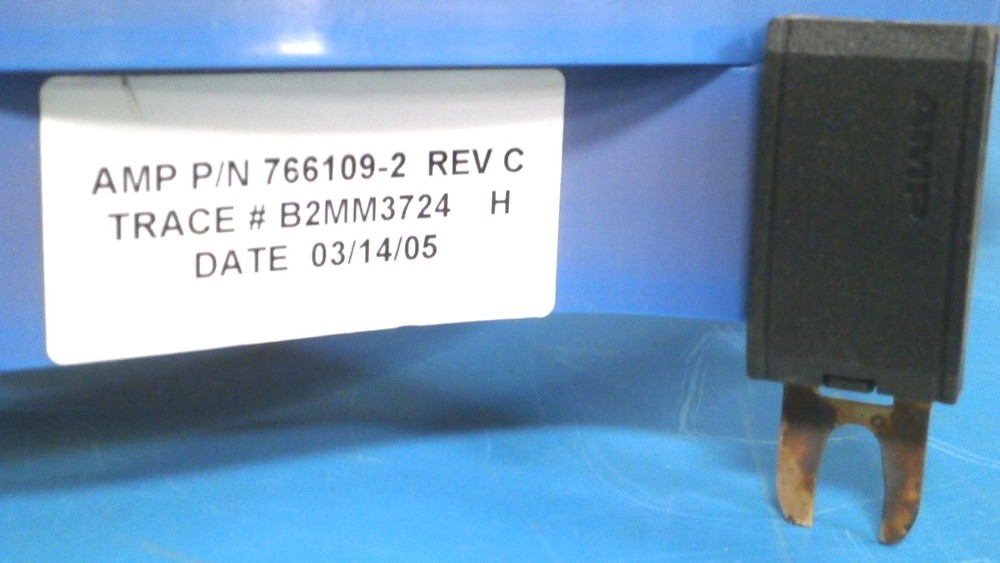 AMP P/N 766109-2 REV C
TRACE # B2MM3724 H
DATE 03/14/05
AMP